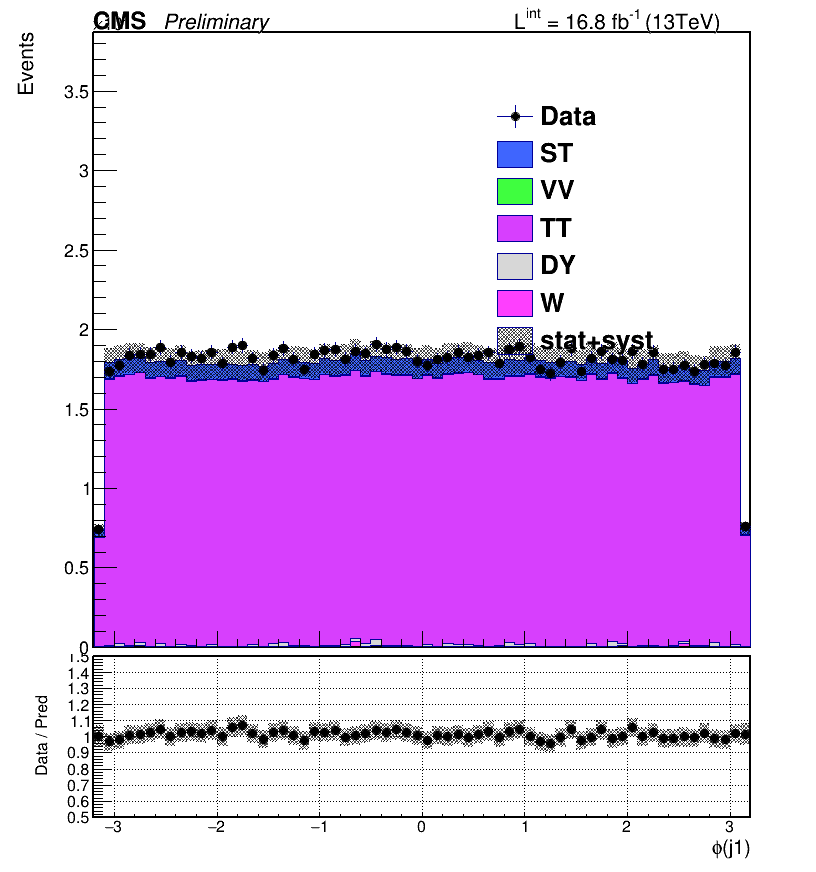 CMS Preliminary L^int = 16.8 fb^-1 (13TeV)
Events
3.5
3
2.5
2
1.5
1
0.5
0
Data
ST
VV
TT
DY
W
stat+syst
Data / Pred
1.5
1.4
1.3
1.2
1.1
1
0.9
0.8
0.7
0.6
0.5
−3 −2 −1 0 1 2 3
ϕ(j1)